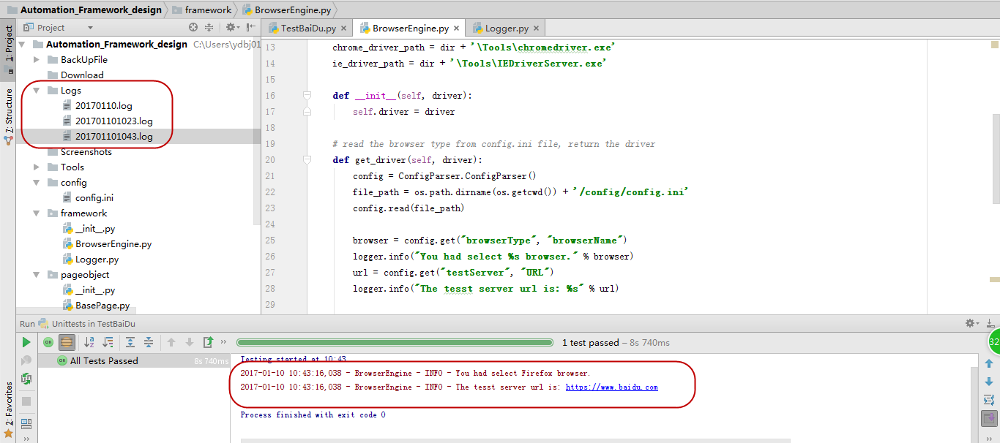 Automation_Framework_design framework BrowserEngine.py
Project
TestBaiDu.py × BrowserEngine.py × Logger.py ×
1: Project
7: Structure
2: Favorites
Automation_Framework_design C:\Users\ydbj01
BackUpFile
Download
Logs
20170110.log
201701101023.log
201701101043.log
Screenshots
Tools
config
config.ini
framework
__init__.py
BrowserEngine.py
Logger.py
pageobject
__init__.py
BasePage.py
13 chrome_driver_path = dir + '\Tools\chromedriver.exe'
14 ie_driver_path = dir + '\Tools\IEDriverServer.exe'
15
16 def __init__(self, driver):
17 self.driver = driver
18
19 # read the browser type from config.ini file, return the driver
20 def get_driver(self, driver):
21 config = ConfigParser.ConfigParser()
22 file_path = os.path.dirname(os.getcwd()) + '/config/config.ini'
23 config.read(file_path)
24
25 browser = config.get("browserType", "browserName")
26 logger.info("You had select %s browser." % browser)
27 url = config.get("testServer", "URL")
28 logger.info("The tesst server url is: %s" % url)
29
Run Unittests in TestBaiDu
1 test passed – 8s 740ms
32
OK All Tests Passed 8s 740ms
Testing started at 10:43
2017-01-10 10:43:16,038 - BrowserEngine - INFO - You had select Firefox browser.
2017-01-10 10:43:16,038 - BrowserEngine - INFO - The tesst server url is: https://www.baidu.com
Process finished with exit code 0